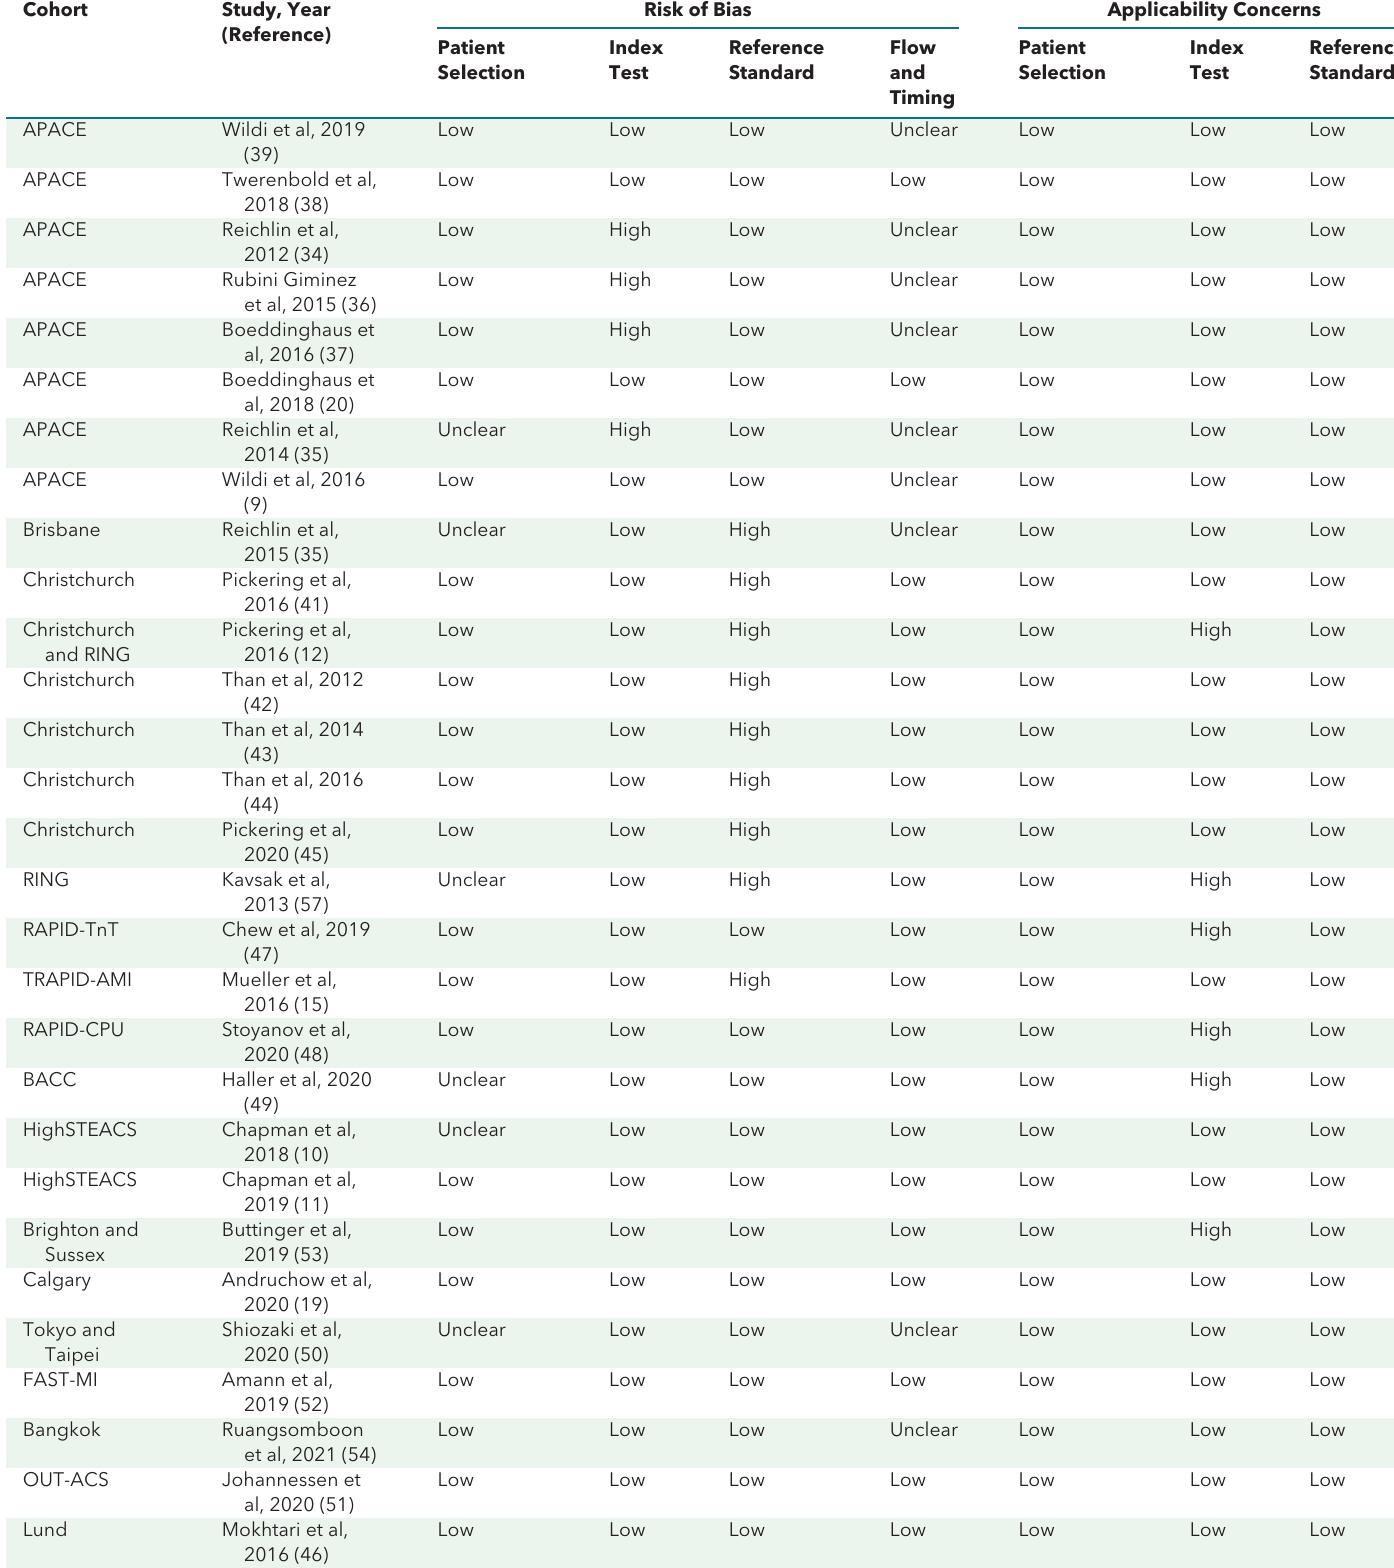 Cohort Study, Year Risk of Bias Applicability Concerns
(Reference)
Patient Index Reference Flow Patient Index Referenc
Selection Test Standard and Selection Test Standard
Timing
APACE Wildi et al, 2019 Low Low Low Unclear Low Low Low
(39)
APACE Twerenbold et al, Low Low Low Low Low Low Low
2018 (38)
APACE Reichlin et al, Low High Low Unclear Low Low Low
2012 (34)
APACE Rubini Giminez Low High Low Unclear Low Low Low
et al, 2015 (36)
APACE Boeddinghaus et Low High Low Unclear Low Low Low
al, 2016 (37)
APACE Boeddinghaus et Low Low Low Low Low Low Low
al, 2018 (20)
APACE Reichlin et al, Unclear High Low Unclear Low Low Low
2014 (35)
APACE Wildi et al, 2016 Low Low Low Unclear Low Low Low
(9)
Brisbane Reichlin et al, Unclear Low High Unclear Low Low Low
2015 (35)
Christchurch Pickering et al, Low Low High Low Low Low Low
2016 (41)
Christchurch Pickering et al, Low Low High Low Low High Low
and RING 2016 (12)
Christchurch Than et al, 2012 Low Low High Low Low Low Low
(42)
Christchurch Than et al, 2014 Low Low High Low Low Low Low
(43)
Christchurch Than et al, 2016 Low Low High Low Low Low Low
(44)
Christchurch Pickering et al, Low Low High Low Low Low Low
2020 (45)
RING Kavsak et al, Unclear Low High Low Low High Low
2013 (57)
RAPID-TnT Chew et al, 2019 Low Low Low Low Low High Low
(47)
TRAPID-AMI Mueller et al, Low Low High Low Low Low Low
2016 (15)
RAPID-CPU Stoyanov et al, Low Low Low Low Low High Low
2020 (48)
BACC Haller et al, 2020 Unclear Low Low Low Low High Low
(49)
HighSTEACS Chapman et al, Unclear Low Low Low Low Low Low
2018 (10)
HighSTEACS Chapman et al, Low Low Low Low Low Low Low
2019 (11)
Brighton and Buttinger et al, Low Low Low Low Low High Low
Sussex 2019 (53)
Calgary Andruchow et al, Low Low Low Low Low Low Low
2020 (19)
Tokyo and Shiozaki et al, Unclear Low Low Unclear Low Low Low
Taipei 2020 (50)
FAST-MI Amann et al, Low Low Low Low Low Low Low
2019 (52)
Bangkok Ruangsomboon Low Low Low Unclear Low Low Low
et al, 2021 (54)
OUT-ACS Johannessen et Low Low Low Low Low Low Low
al, 2020 (51)
Lund Mokhtari et al, Low Low Low Low Low Low Low
2016 (46)